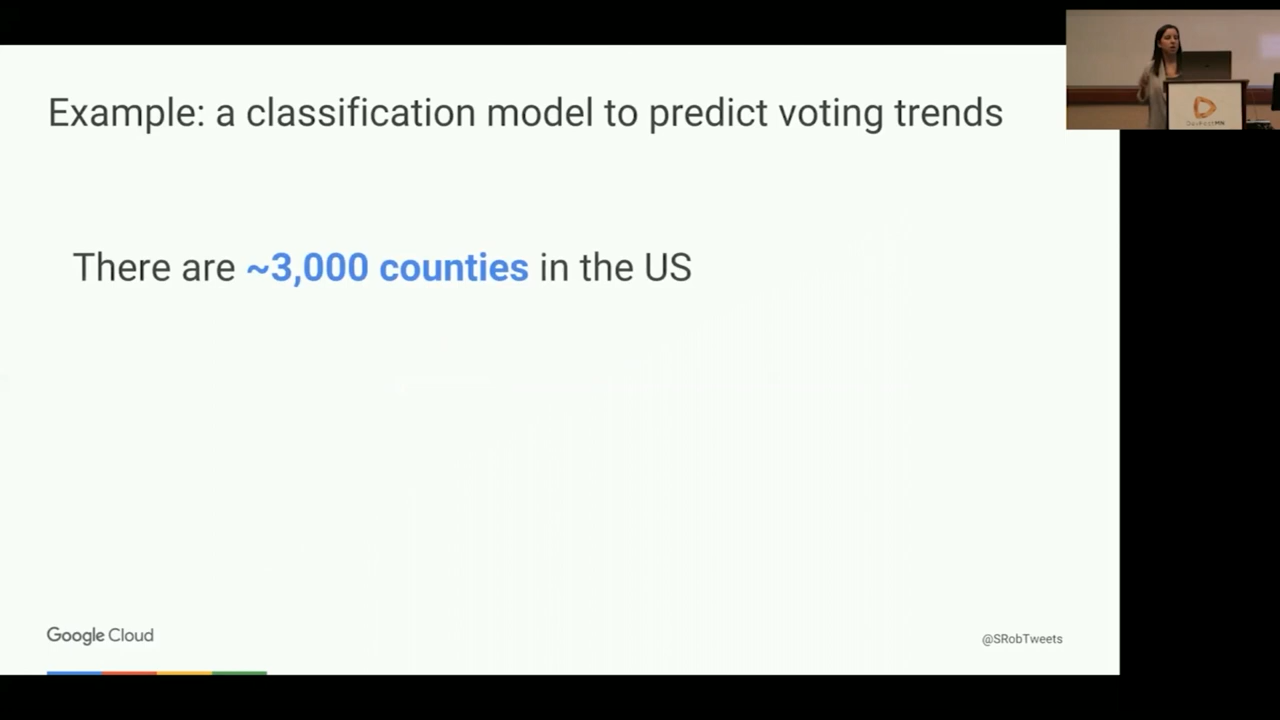 Example: a classification model to predict voting trends
There are ~3,000 counties in the US
Google Cloud
@SRobTweets